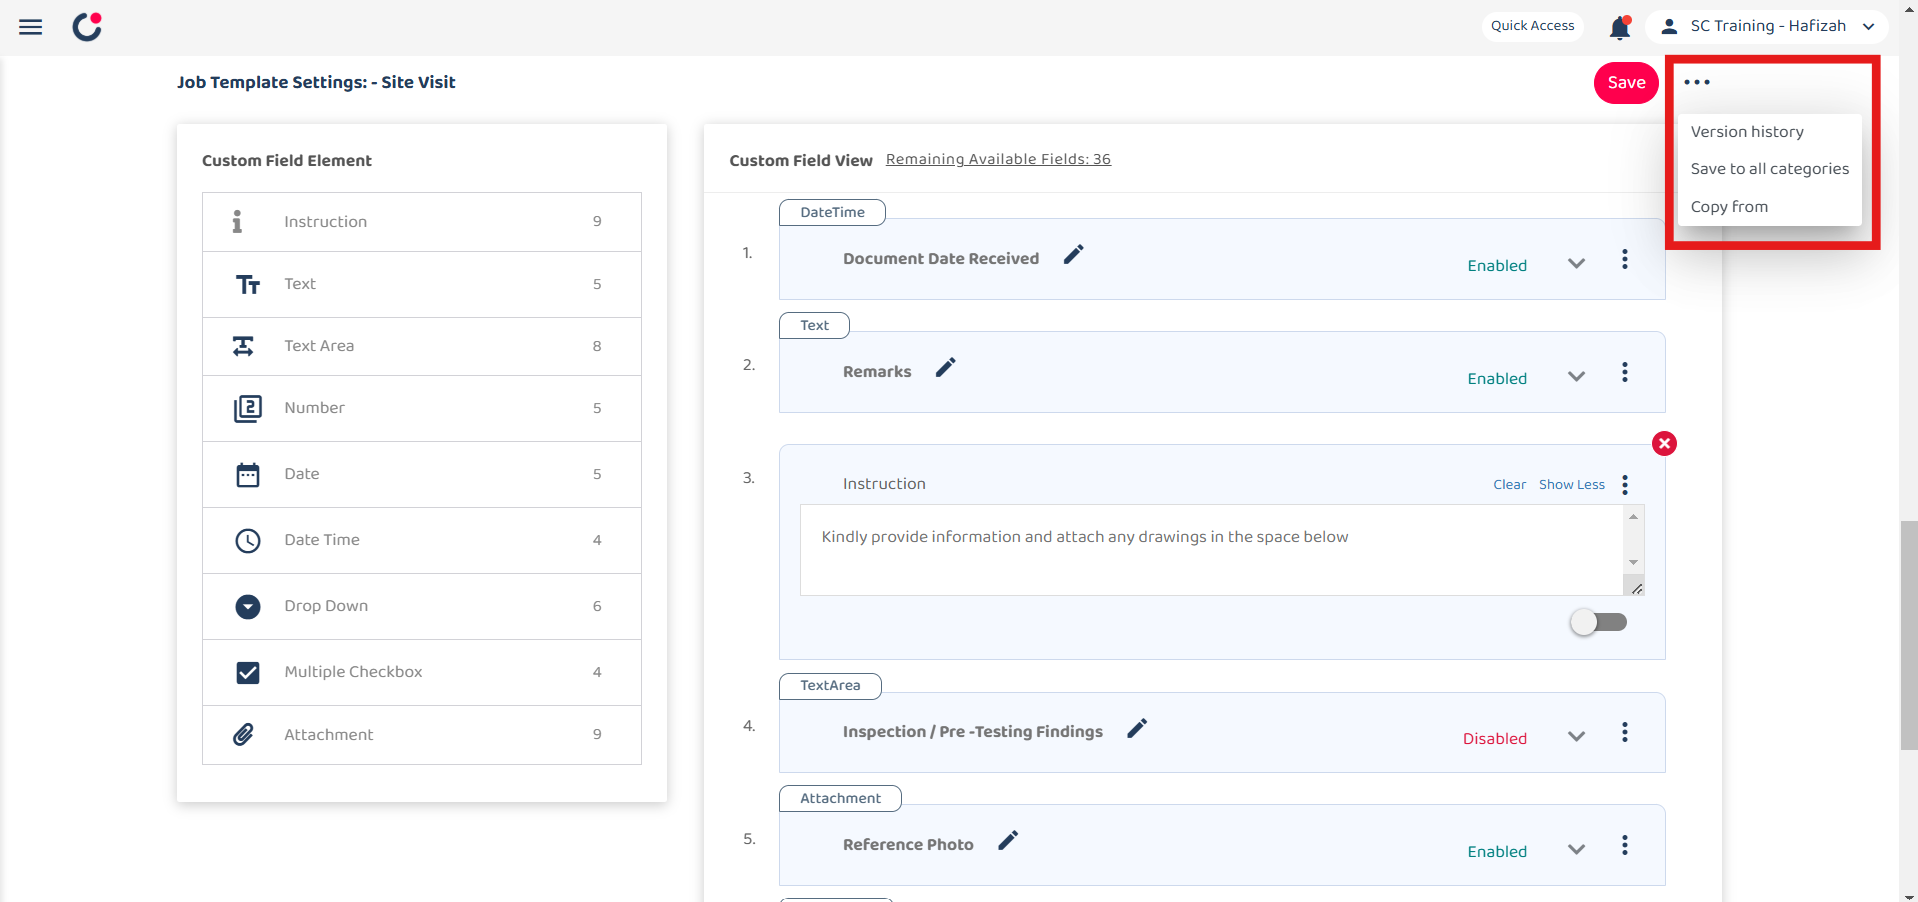 Quick Access
SC Training - Hafizah
Job Template Settings: - Site Visit
Save
Version history
Save to all categories
Copy from
Custom Field Element
Instruction 9
Text 5
Text Area 8
Number 5
Date 5
Date Time 4
Drop Down 6
Multiple Checkbox 4
Attachment 9
Custom Field View Remaining Available Fields: 36
DateTime
1. Document Date Received Enabled
Text
2. Remarks Enabled
3. Instruction Clear Show Less
Kindly provide information and attach any drawings in the space below
TextArea
4. Inspection / Pre -Testing Findings Disabled
Attachment
5. Reference Photo Enabled